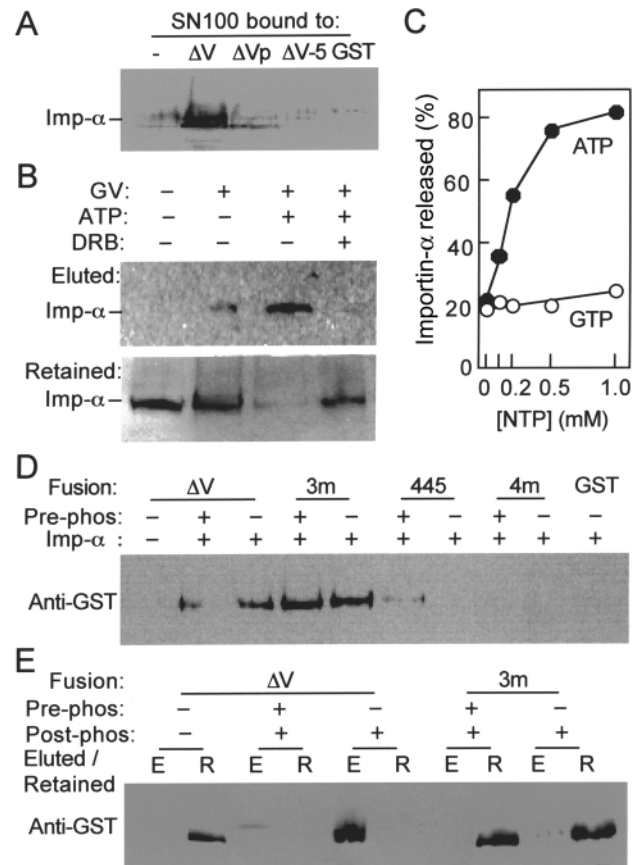 A
SN100 bound to:
- ΔV ΔVp ΔV-5 GST
Imp-α
B
GV: – + + +
ATP: – – + +
DRB: – – – +
Eluted:
Imp-α
Retained:
Imp-α
C
Importin-α released (%)
80
60
40
20
0
ATP
GTP
0 0.2 0.5 1.0
[NTP] (mM)
D
Fusion: ΔV 3m 445 4m GST
Pre-phos: – + – + – + – + – –
Imp-α : – + + + + + + + + +
Anti-GST
E
Fusion: ΔV 3m
Pre-phos: – + – + –
Post-phos: – + + + +
Eluted / Retained
E R E R E R E R E R
Anti-GST